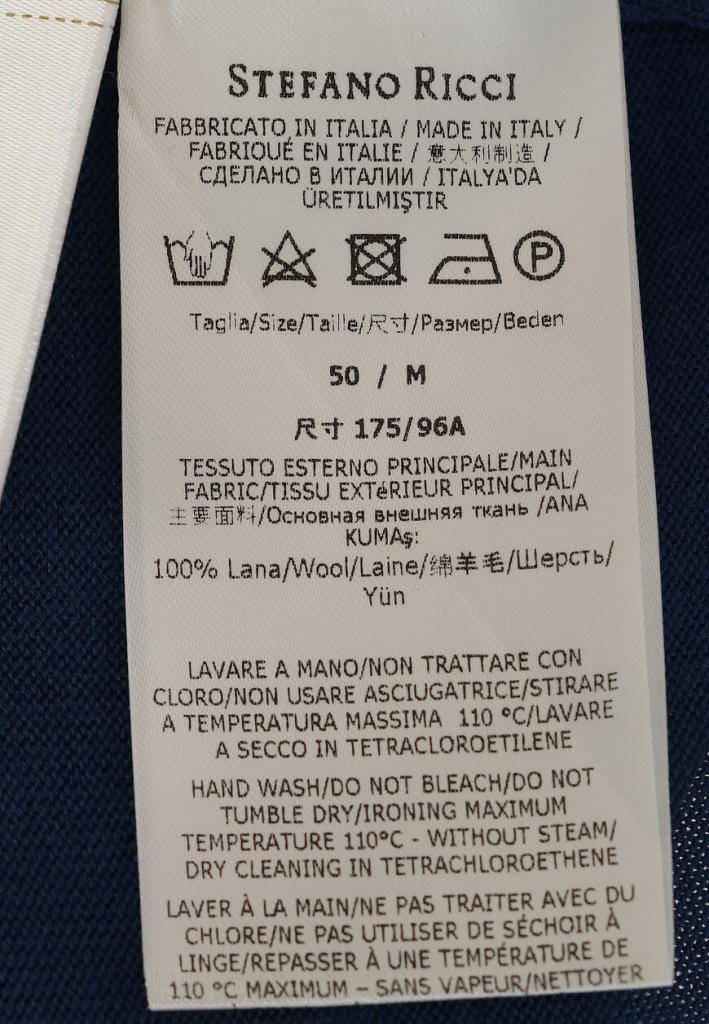 STEFANO RICCI
FABBRICATO IN ITALIA / MADE IN ITALY /
FABRIQUÉ EN ITALIE / 意大利制造 /
СДЕЛАНО В ИТАЛИИ / ITALYA'DA
ÜRETILMIŞTIR
P
Taglia/Size/Taille/尺寸/Размер/Beden
50 / M
尺寸 175/96A
TESSUTO ESTERNO PRINCIPALE/MAIN
FABRIC/TISSU EXTéRIEUR PRINCIPAL/
主要面料/Основная внешняя ткань /ANA
KUMAş:
100% Lana/Wool/Laine/绵羊毛/Шерсть/
Yün
LAVARE A MANO/NON TRATTARE CON
CLORO/NON USARE ASCIUGATRICE/STIRARE
A TEMPERATURA MASSIMA 110 °C/LAVARE
A SECCO IN TETRACLOROETILENE
HAND WASH/DO NOT BLEACH/DO NOT
TUMBLE DRY/IRONING MAXIMUM
TEMPERATURE 110°C - WITHOUT STEAM/
DRY CLEANING IN TETRACHLOROETHENE
LAVER À LA MAIN/NE PAS TRAITER AVEC DU
CHLORE/NE PAS UTILISER DE SÉCHOIR À
LINGE/REPASSER À UNE TEMPÉRATURE DE
110 °C MAXIMUM – SANS VAPEUR/NETTOYER